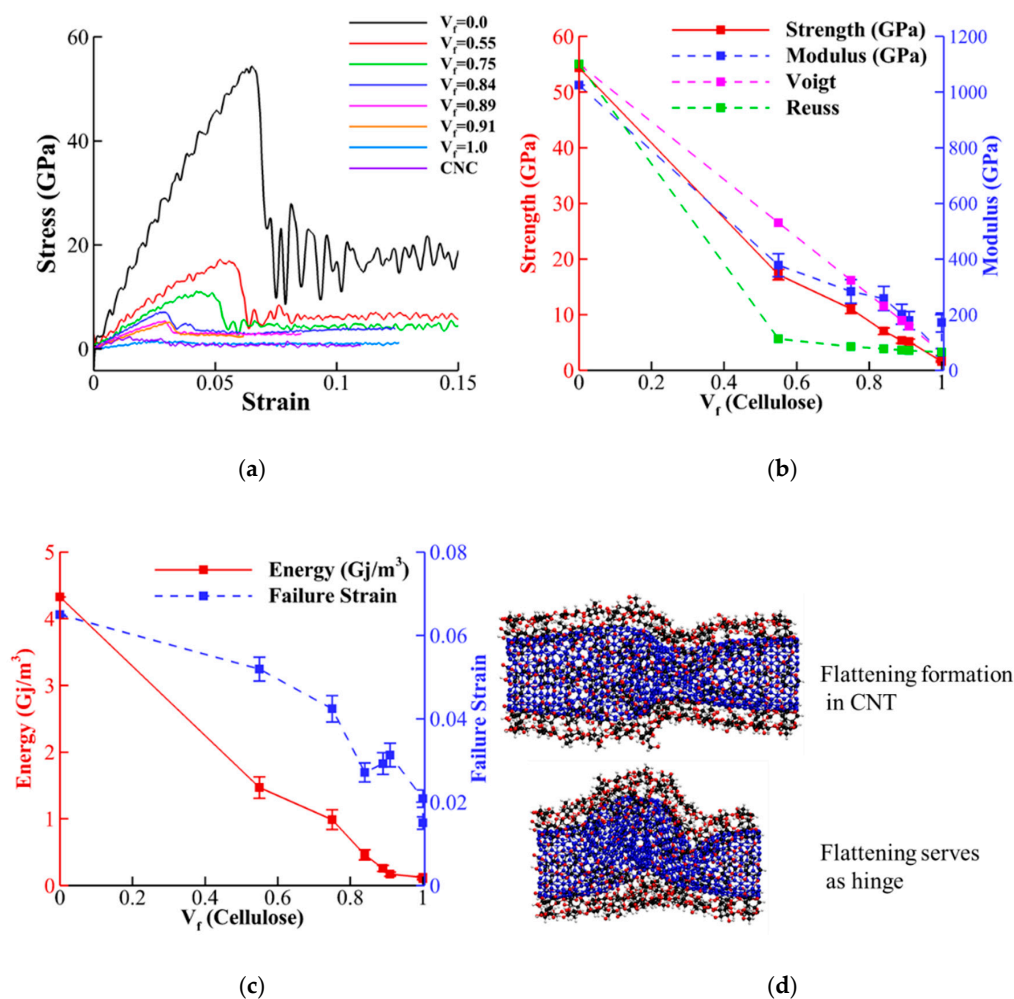 60
40
20
0
Stress (GPa)
0
0.05
0.1
0.15
Strain
V_f=0.0
V_f=0.55
V_f=0.75
V_f=0.84
V_f=0.89
V_f=0.91
V_f=1.0
CNC
(a)
60
50
40
30
20
10
0
Strength (GPa)
Strength (GPa)
Modulus (GPa)
Voigt
Reuss
1200
1000
800
600
400
200
0
Modulus (GPa)
0
0.2
0.4
0.6
0.8
1
V_f (Cellulose)
(b)
5
4
3
2
1
0
Energy (Gj/m³)
Energy (Gj/m³)
Failure Strain
0.08
0.06
0.04
0.02
0
Failure Strain
0
0.2
0.4
0.6
0.8
1
V_f (Cellulose)
(c)
Flattening formation
in CNT
Flattening serves
as hinge
(d)